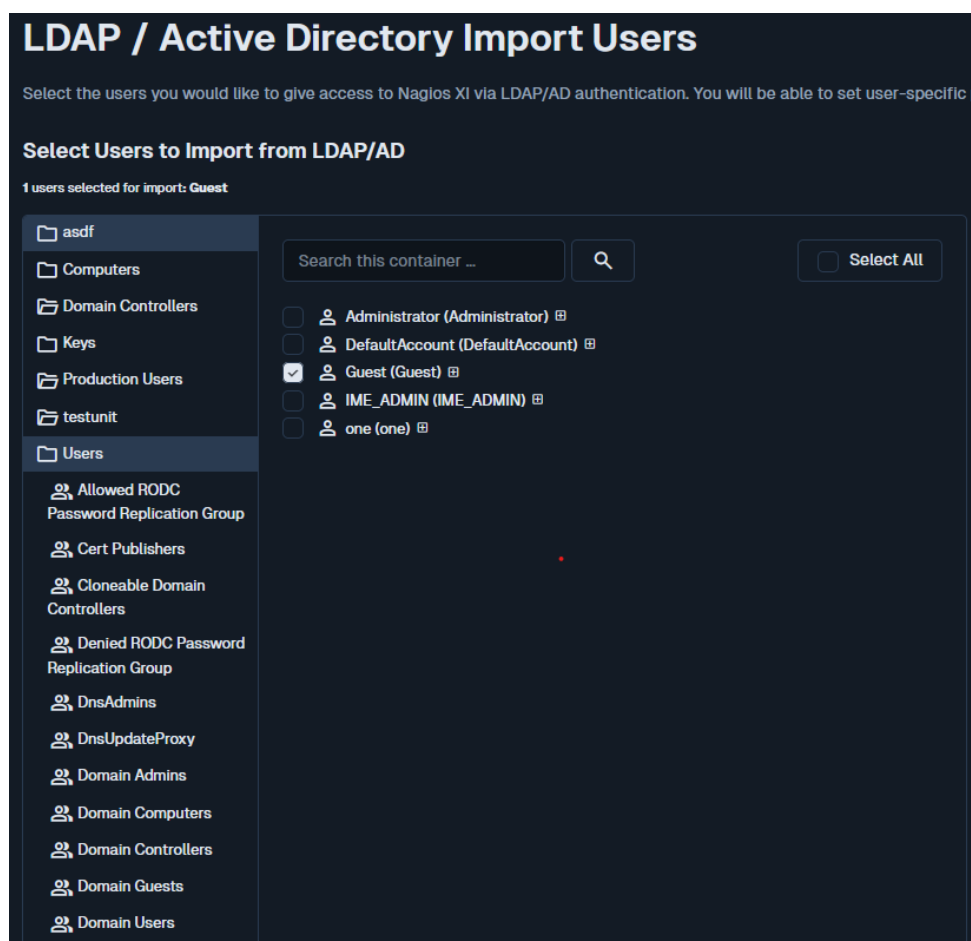 LDAP / Active Directory Import Users
Select the users you would like to give access to Nagios XI via LDAP/AD authentication. You will be able to set user-specific
Select Users to Import from LDAP/AD
1 users selected for import: Guest
asdf
Computers
Domain Controllers
Keys
Production Users
testunit
Users
Allowed RODC
Password Replication Group
Cert Publishers
Cloneable Domain
Controllers
Denied RODC Password
Replication Group
DnsAdmins
DnsUpdateProxy
Domain Admins
Domain Computers
Domain Controllers
Domain Guests
Domain Users
Search this container ...
Select All
Administrator (Administrator)
DefaultAccount (DefaultAccount)
Guest (Guest)
IME_ADMIN (IME_ADMIN)
one (one)